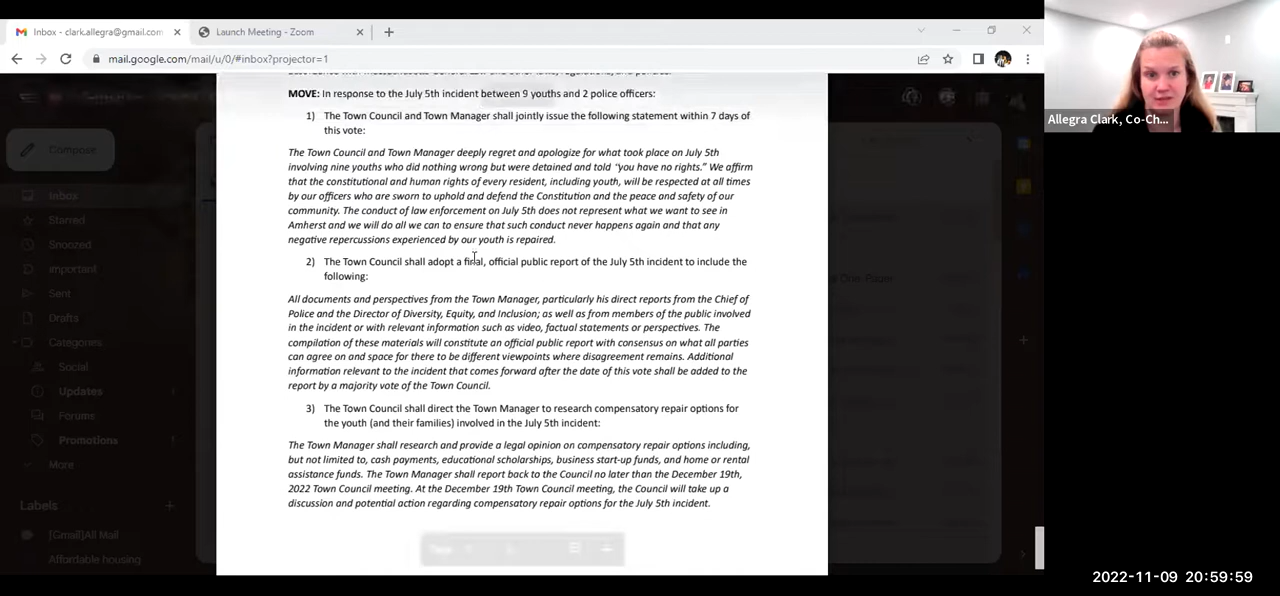 Inbox - clark.allegra@gmail.com
Launch Meeting - Zoom
mail.google.com/mail/u/0/#inbox?projector=1
MOVE: In response to the July 5th incident between 9 youths and 2 police officers:
1) The Town Council and Town Manager shall jointly issue the following statement within 7 days of
this vote:
The Town Council and Town Manager deeply regret and apologize for what took place on July 5th
involving nine youths who did nothing wrong but were detained and told "you have no rights." We affirm
that the constitutional and human rights of every resident, including youth, will be respected at all times
by our officers who are sworn to uphold and defend the Constitution and the peace and safety of our
community. The conduct of law enforcement on July 5th does not represent what we want to see in
Amherst and we will do all we can to ensure that such conduct never happens again and that any
negative repercussions experienced by our youth is repaired.
2) The Town Council shall adopt a final, official public report of the July 5th incident to include the
following:
All documents and perspectives from the Town Manager, particularly his direct reports from the Chief of
Police and the Director of Diversity, Equity, and Inclusion; as well as from members of the public involved
in the incident or with relevant information such as video, factual statements or perspectives. The
compilation of these materials will constitute an official public report with consensus on what all parties
can agree on and space for there to be different viewpoints where disagreement remains. Additional
information relevant to the incident that comes forward after the date of this vote shall be added to the
report by a majority vote of the Town Council.
3) The Town Council shall direct the Town Manager to research compensatory repair options for
the youth (and their families) involved in the July 5th incident:
The Town Manager shall research and provide a legal opinion on compensatory repair options including,
but not limited to, cash payments, educational scholarships, business start-up funds, and home or rental
assistance funds. The Town Manager shall report back to the Council no later than the December 19th,
2022 Town Council meeting. At the December 19th Town Council meeting, the Council will take up a
discussion and potential action regarding compensatory repair options for the July 5th incident.
Compose
Inbox
Starred
Snoozed
Important
Sent
Drafts
Categories
Social
Updates 1
Forums
Promotions 1
More
Labels
[Gmail]All Mail
Affordable housing
Allegra Clark, Co-Ch...
2022-11-09 20:59:59